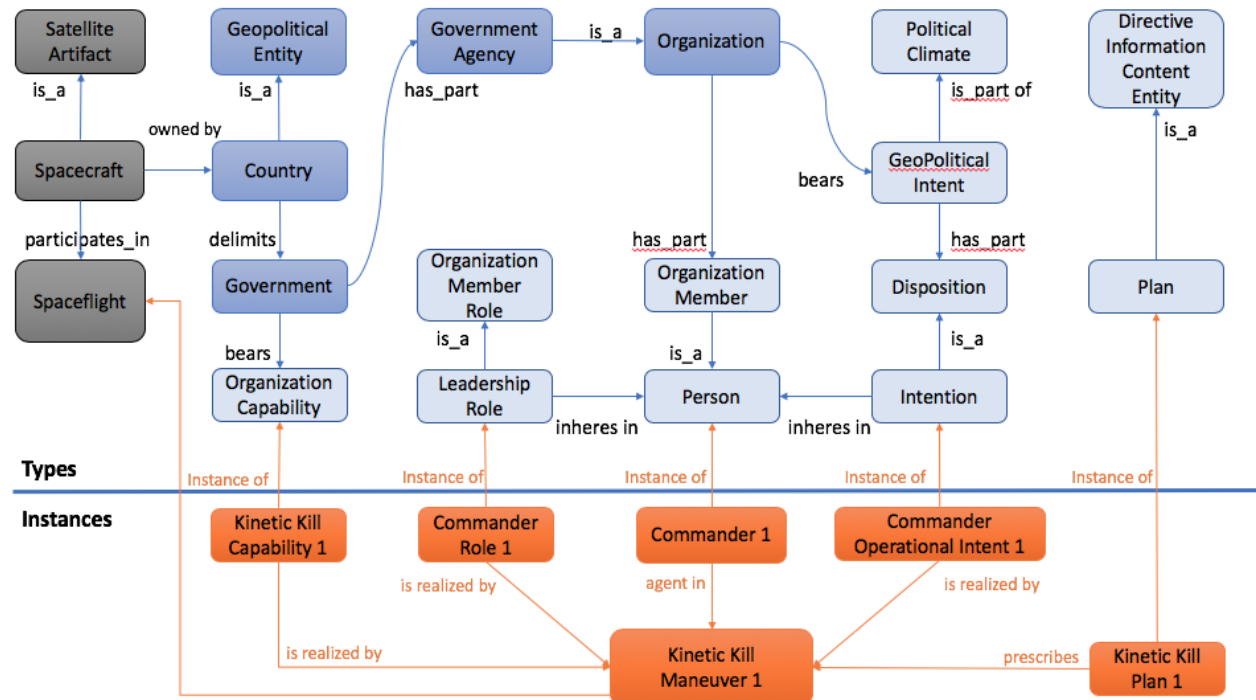 Satellite
Artifact
Geopolitical
Entity
Government
Agency
is_a
Organization
Political
Climate
Directive
Information
Content
Entity
is_a
is_a
has_part
is_part of
is_a
owned by
Spacecraft
Country
GeoPolitical
Intent
bears
participates_in
delimits
has_part
has_part
Spaceflight
Government
Organization
Member
Role
Organization
Member
Disposition
Plan
bears
is_a
is_a
is_a
Organization
Capability
Leadership
Role
Person
Intention
inheres in
inheres in
Types
Instance of
Instance of
Instance of
Instance of
Instance of
Instances
Kinetic Kill
Capability 1
Commander
Role 1
Commander 1
Commander
Operational Intent 1
is realized by
agent in
is realized by
is realized by
Kinetic Kill
Maneuver 1
prescribes
Kinetic Kill
Plan 1